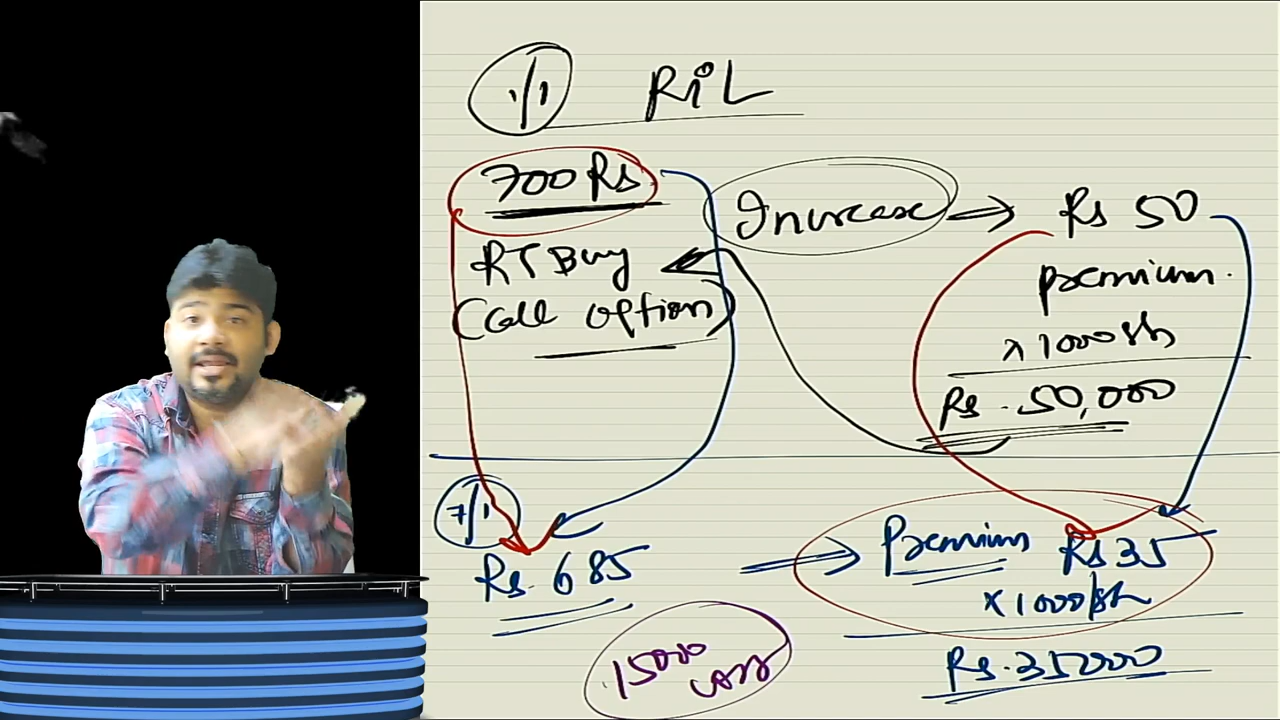 1/1 RiL
700 Rs. Increase ⇒ Rs 50
RT Buy premium.
(Call option) x 1000 sh
Rs. 50,000
7/1
Rs. 685 ⇒ Premium Rs 35
x 1000/sh
15000 Loss
Rs. 35000